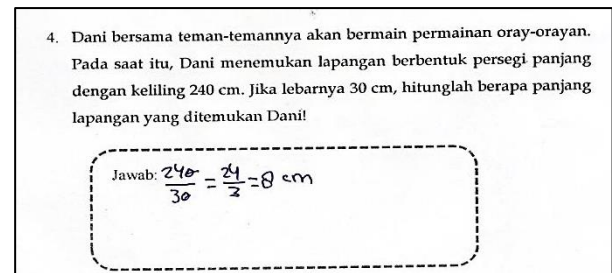 4. Dani bersama teman-temannya akan bermain permainan oray-orayan.
Pada saat itu, Dani menemukan lapangan berbentuk persegi panjang
dengan keliling 240 cm. Jika lebarnya 30 cm, hitunglah berapa panjang
lapangan yang ditemukan Dani!
Jawab: 240/30 = 24/3 = 8 cm